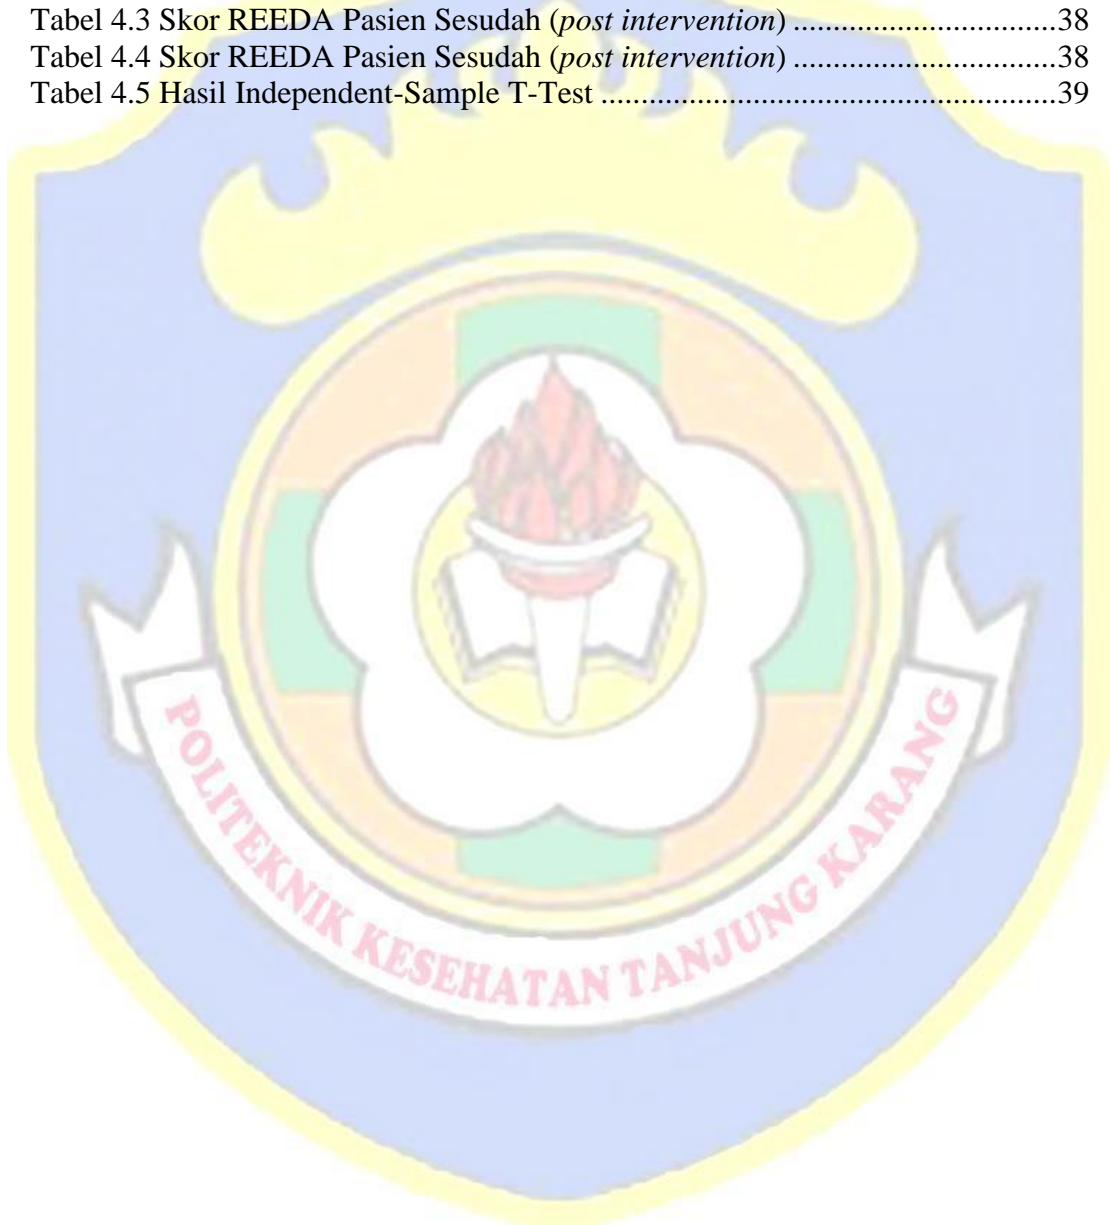 Tabel 4.3 Skor REEDA Pasien Sesudah (post intervention) ...............................38
Tabel 4.4 Skor REEDA Pasien Sesudah (post intervention) ...............................38
Tabel 4.5 Hasil Independent-Sample T-Test ........................................................39
POLITEKNIK KESEHATAN TANJUNG KARANG